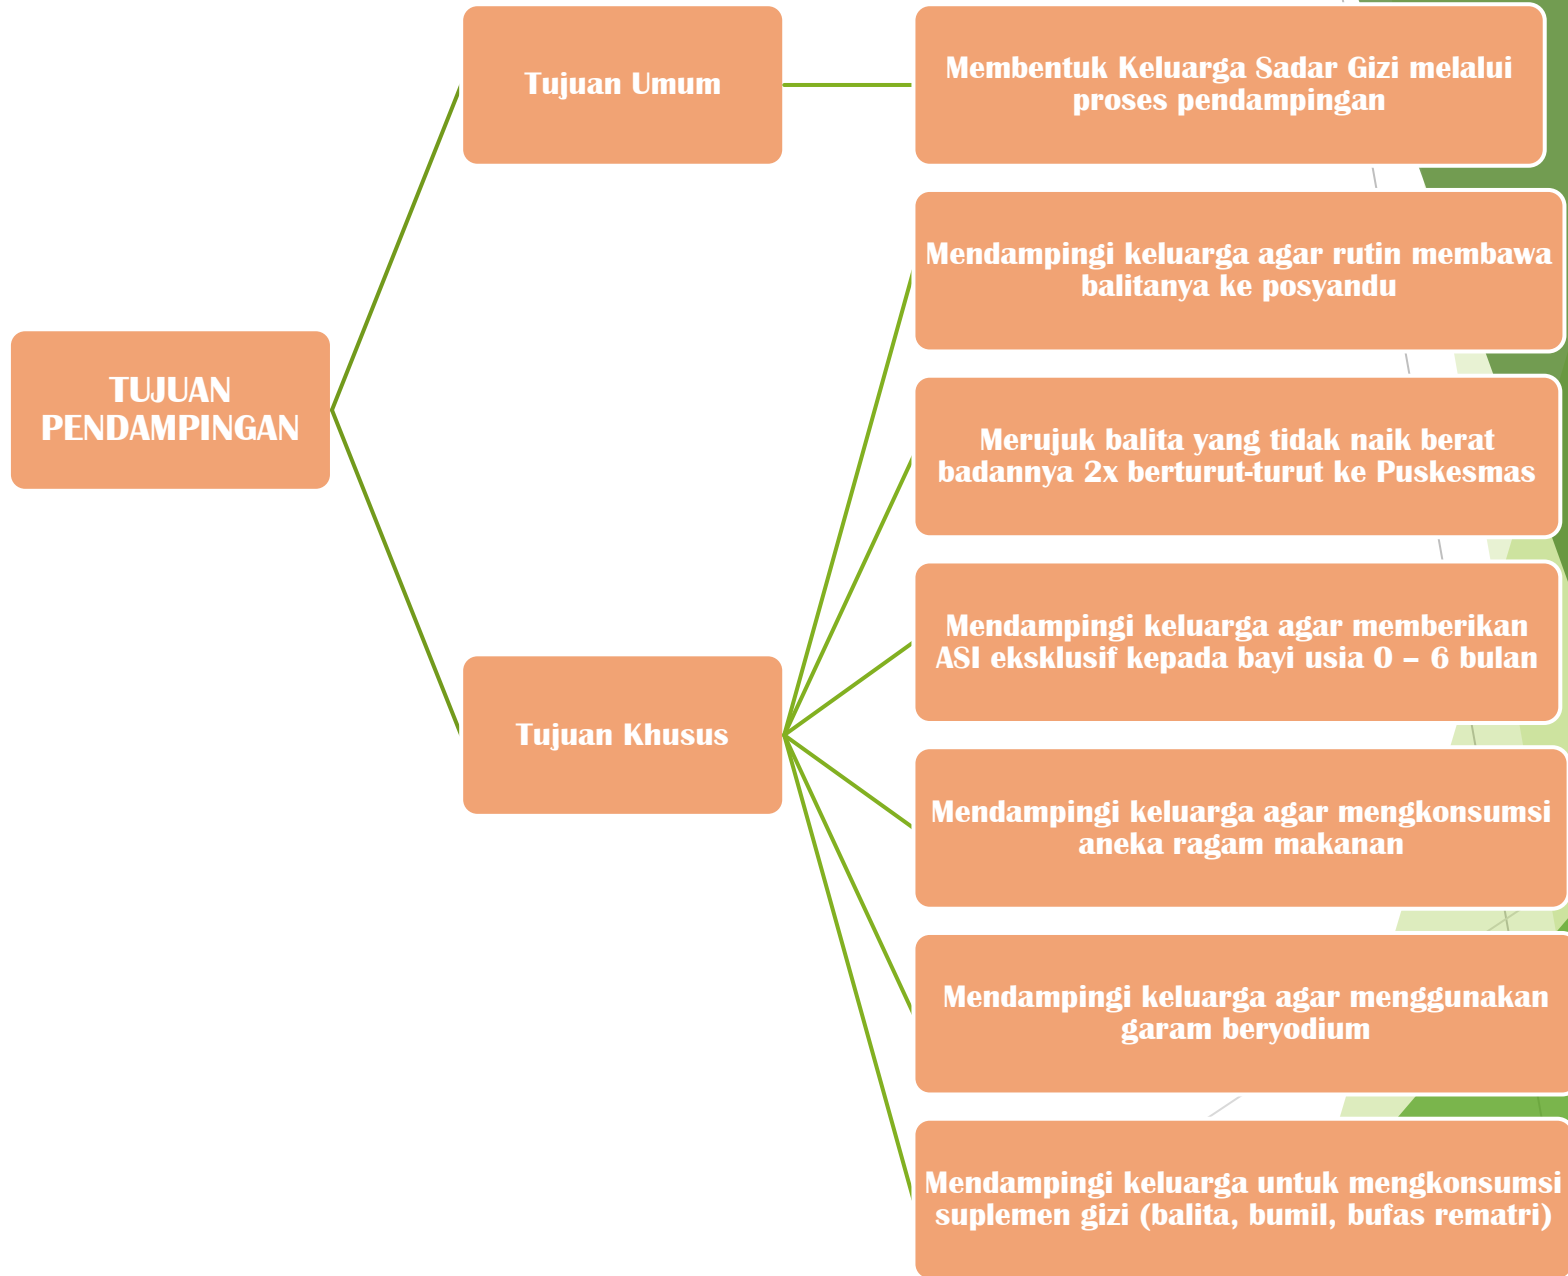 TUJUAN
PENDAMPINGAN
Tujuan Umum
Membentuk Keluarga Sadar Gizi melalui
proses pendampingan
Tujuan Khusus
Mendampingi keluarga agar rutin membawa
balitanya ke posyandu
Merujuk balita yang tidak naik berat
badannya 2x berturut-turut ke Puskesmas
Mendampingi keluarga agar memberikan
ASI eksklusif kepada bayi usia 0 – 6 bulan
Mendampingi keluarga agar mengkonsumsi
aneka ragam makanan
Mendampingi keluarga agar menggunakan
garam beryodium
Mendampingi keluarga untuk mengkonsumsi
suplemen gizi (balita, bumil, bufas rematri)